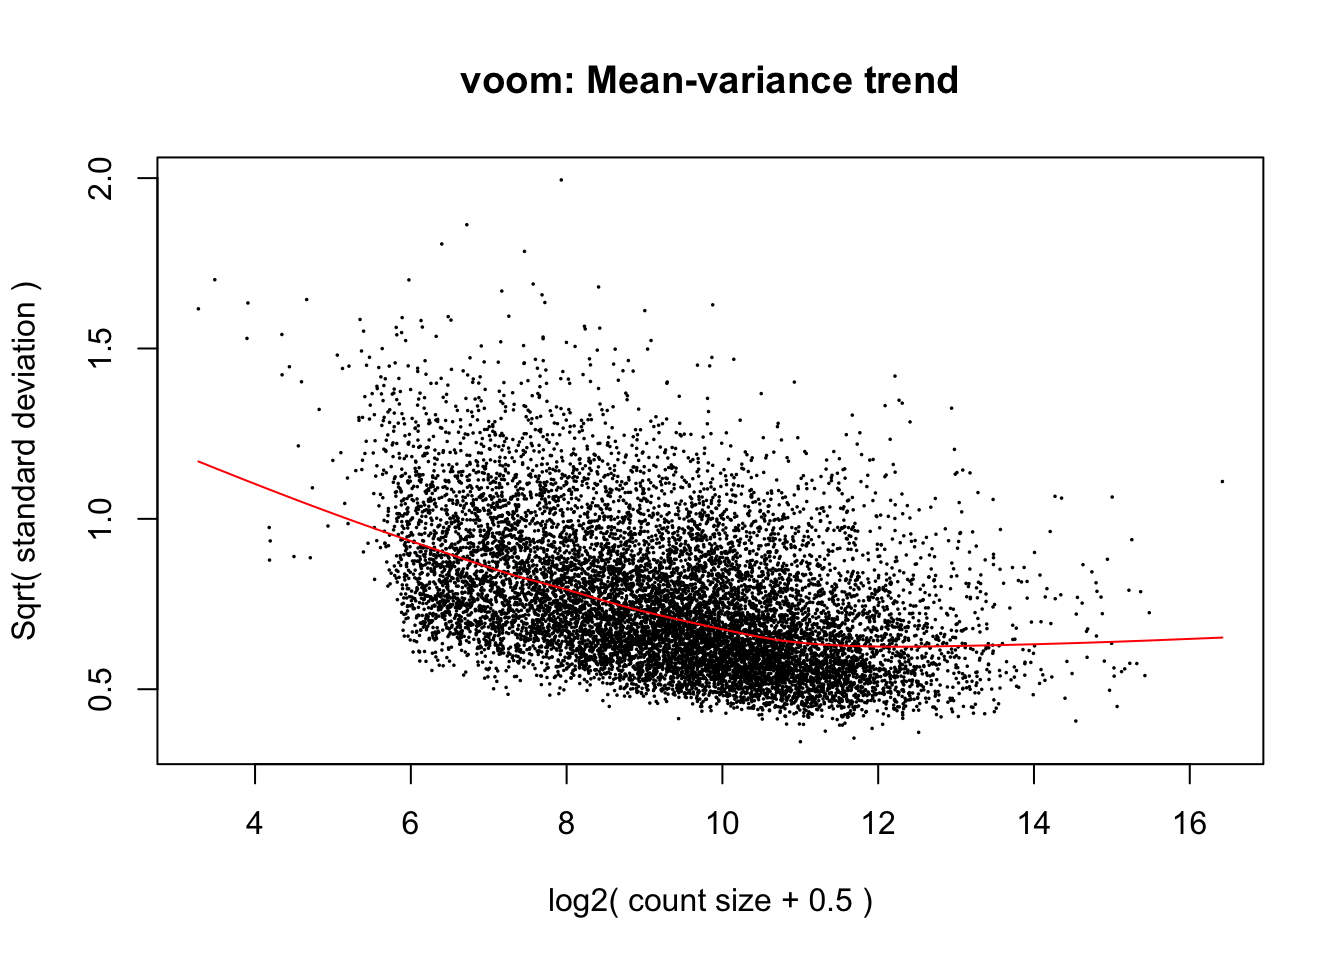 voom: Mean-variance trend
Sqrt( standard deviation )
2.0
1.5
1.0
0.5
4 6 8 10 12 14 16
log2( count size + 0.5 )